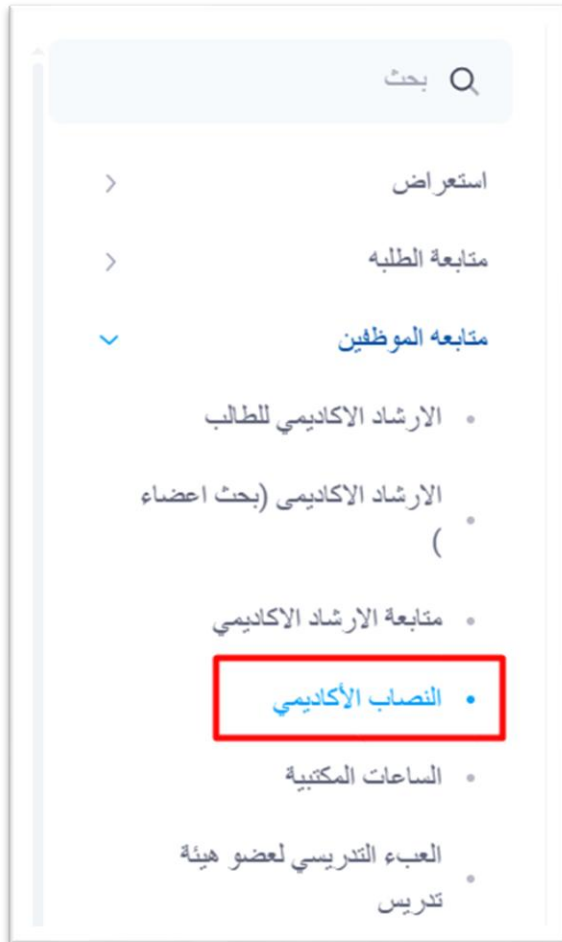 بحث
استعراض
متابعة الطلبه
متابعه الموظفين
الارشاد الاكاديمي للطالب
الارشاد الاكاديمى (بحث اعضاء
)
متابعة الارشاد الاكاديمي
النصاب الأكاديمي
الساعات المكتبية
العبء التدريسي لعضو هيئة
تدريس